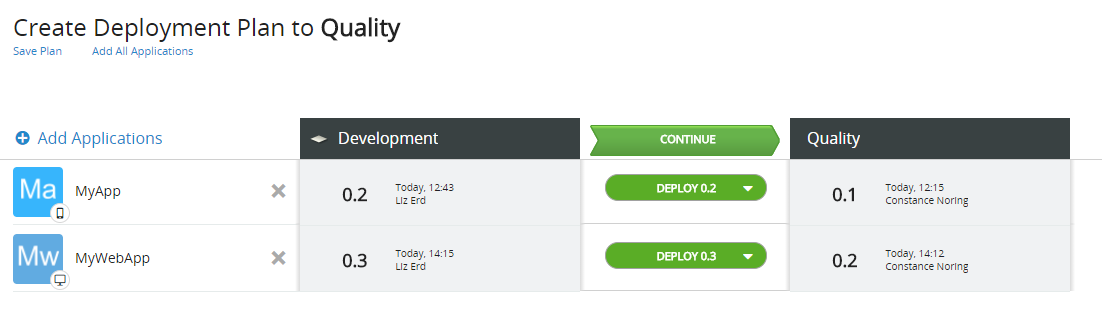 Create Deployment Plan to Quality
Save Plan Add All Applications
Add Applications Development CONTINUE Quality
Ma MyApp 0.2 Today, 12:43 Liz Erd DEPLOY 0.2 0.1 Today, 12:15 Constance Noring
Mw MyWebApp 0.3 Today, 14:15 Liz Erd DEPLOY 0.3 0.2 Today, 14:12 Constance Noring